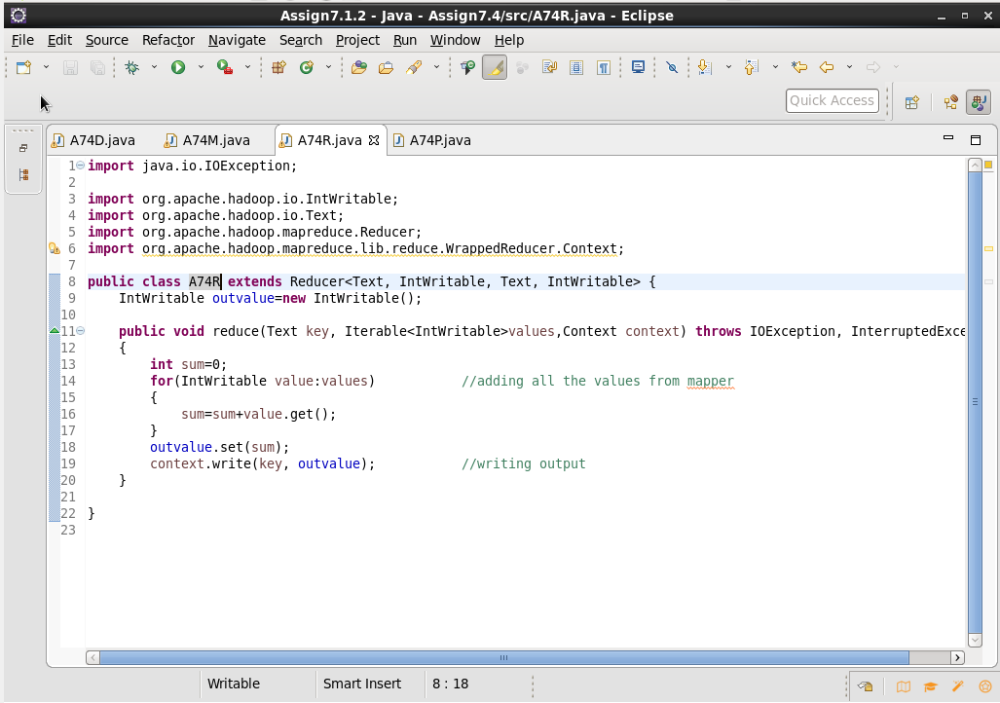 Assign7.1.2 - Java - Assign7.4/src/A74R.java - Eclipse
File Edit Source Refactor Navigate Search Project Run Window Help
Quick Access
A74D.java A74M.java A74R.java A74P.java
1 import java.io.IOException;
2
3 import org.apache.hadoop.io.IntWritable;
4 import org.apache.hadoop.io.Text;
5 import org.apache.hadoop.mapreduce.Reducer;
6 import org.apache.hadoop.mapreduce.lib.reduce.WrappedReducer.Context;
7
8 public class A74R extends Reducer<Text, IntWritable, Text, IntWritable> {
9 IntWritable outvalue=new IntWritable();
10
11 public void reduce(Text key, Iterable<IntWritable>values,Context context) throws IOException, InterruptedExce
12 {
13 int sum=0;
14 for(IntWritable value:values) //adding all the values from mapper
15 {
16 sum=sum+value.get();
17 }
18 outvalue.set(sum);
19 context.write(key, outvalue); //writing output
20 }
21
22 }
23
Writable Smart Insert 8 : 18